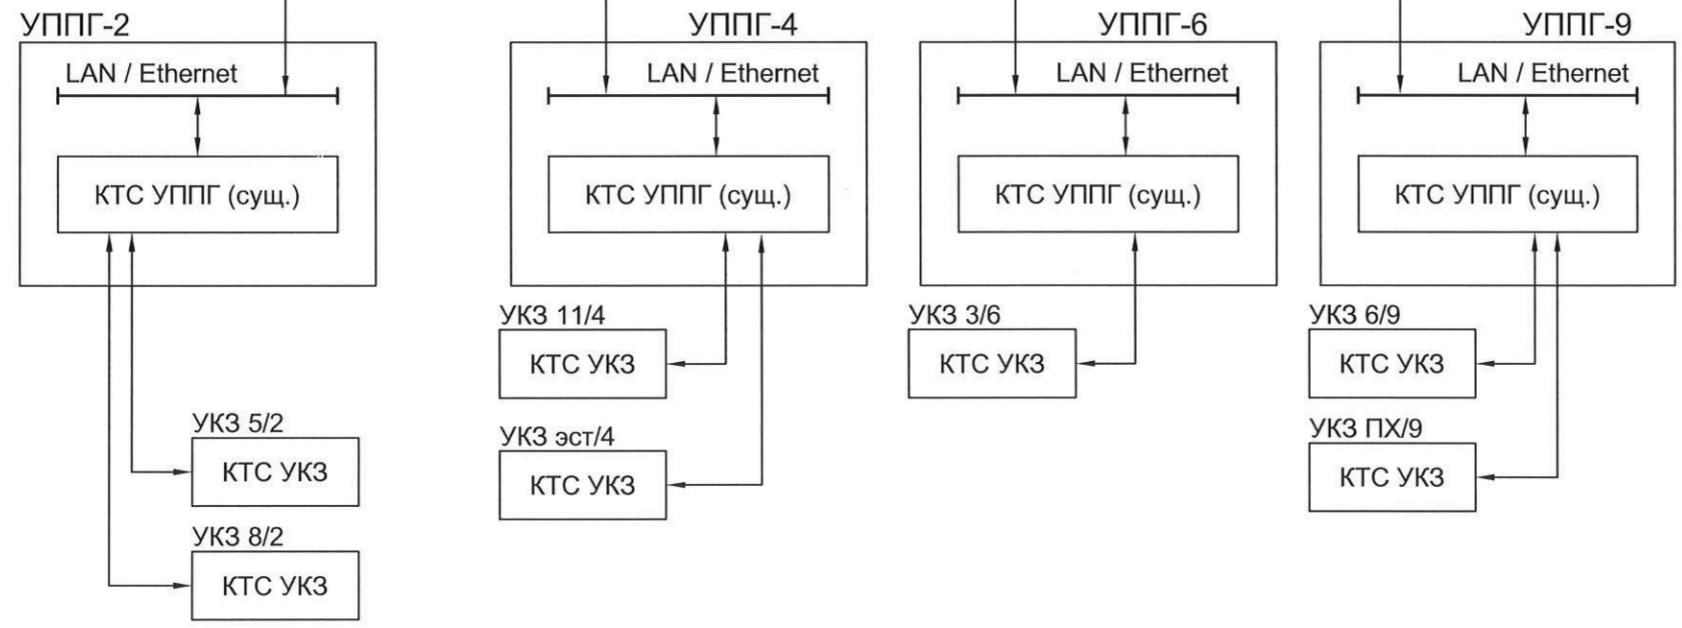 УППГ-2
LAN / Ethernet
КТС УППГ (сущ.)
УКЗ 5/2
КТС УКЗ
УКЗ 8/2
КТС УКЗ
УППГ-4
LAN / Ethernet
КТС УППГ (сущ.)
УКЗ 11/4
КТС УКЗ
УКЗ эст/4
КТС УКЗ
УППГ-6
LAN / Ethernet
КТС УППГ (сущ.)
УКЗ 3/6
КТС УКЗ
УППГ-9
LAN / Ethernet
КТС УППГ (сущ.)
УКЗ 6/9
КТС УКЗ
УКЗ ПХ/9
КТС УКЗ